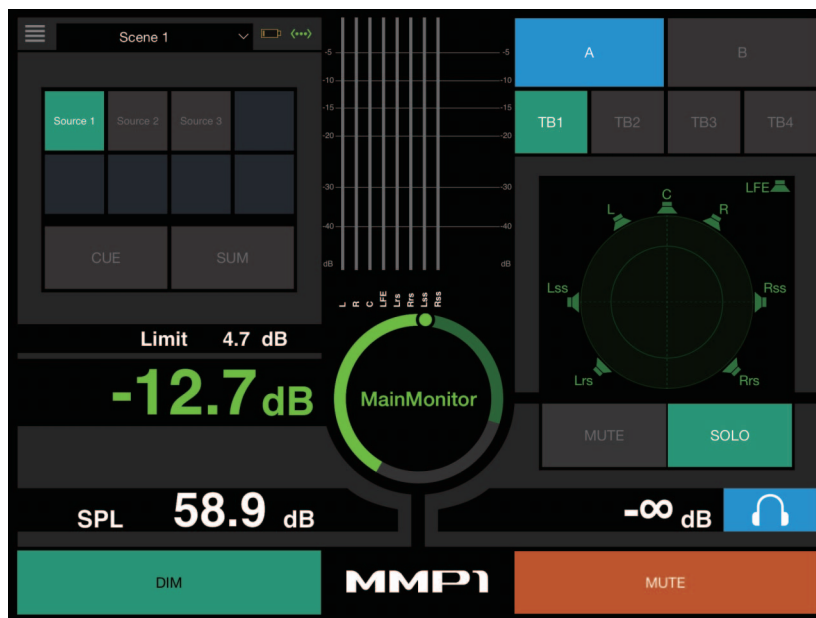 Scene 1
Source 1 Source 2 Source 3
CUE SUM
Limit 4.7 dB
-12.7 dB
SPL 58.9 dB
DIM
-5 -5
-10 -10
-15 -15
-20 -20
-30 -30
-40 -40
dB dB
L R C LFE Lrs Rrs Lss Rss
MainMonitor
MMP1
A B
TB1 TB2 TB3 TB4
LFE
C
L R
Lss Rss
Lrs Rrs
MUTE SOLO
-∞ dB
MUTE